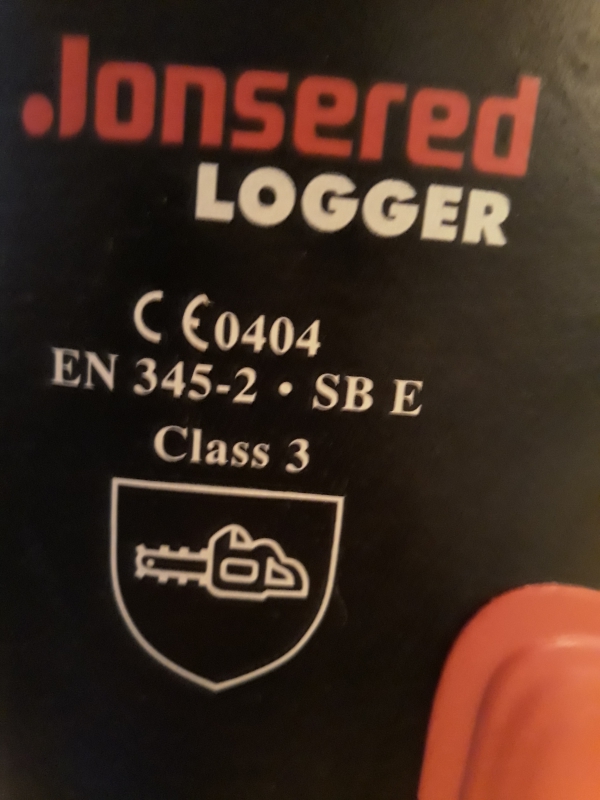 Jonsered
LOGGER
CE0404
EN 345-2 • SB E
Class 3